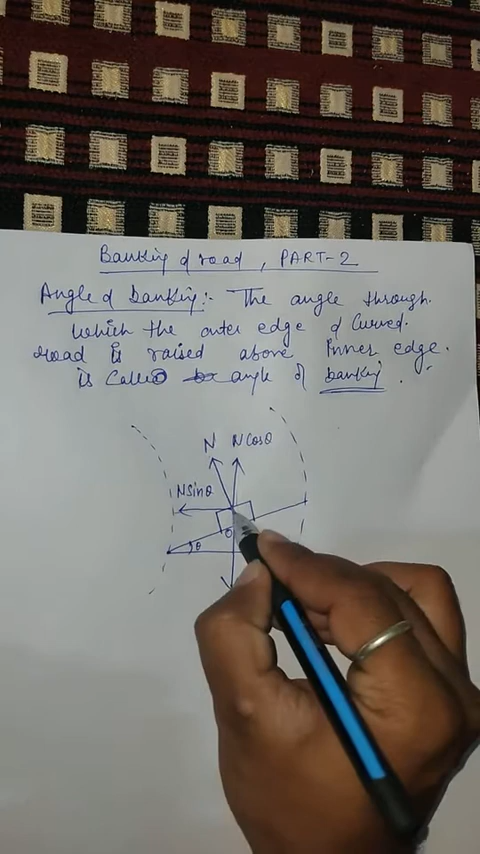 Banking of road, PART-2
Angle of banking:- The angle through
which the outer edge of curved
road is raised above inner edge.
is called angle of banking.
N NCosθ
NSinθ
θ
θ